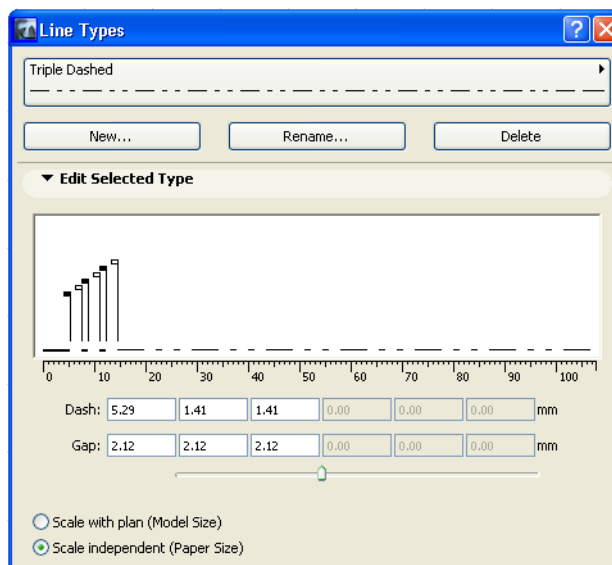 Line Types
Triple Dashed
New... Rename... Delete
Edit Selected Type
0 10 20 30 40 50 60 70 80 90 100
Dash: 5.29 1.41 1.41 0.00 0.00 0.00 mm
Gap: 2.12 2.12 2.12 0.00 0.00 0.00 mm
Scale with plan (Model Size)
Scale independent (Paper Size)